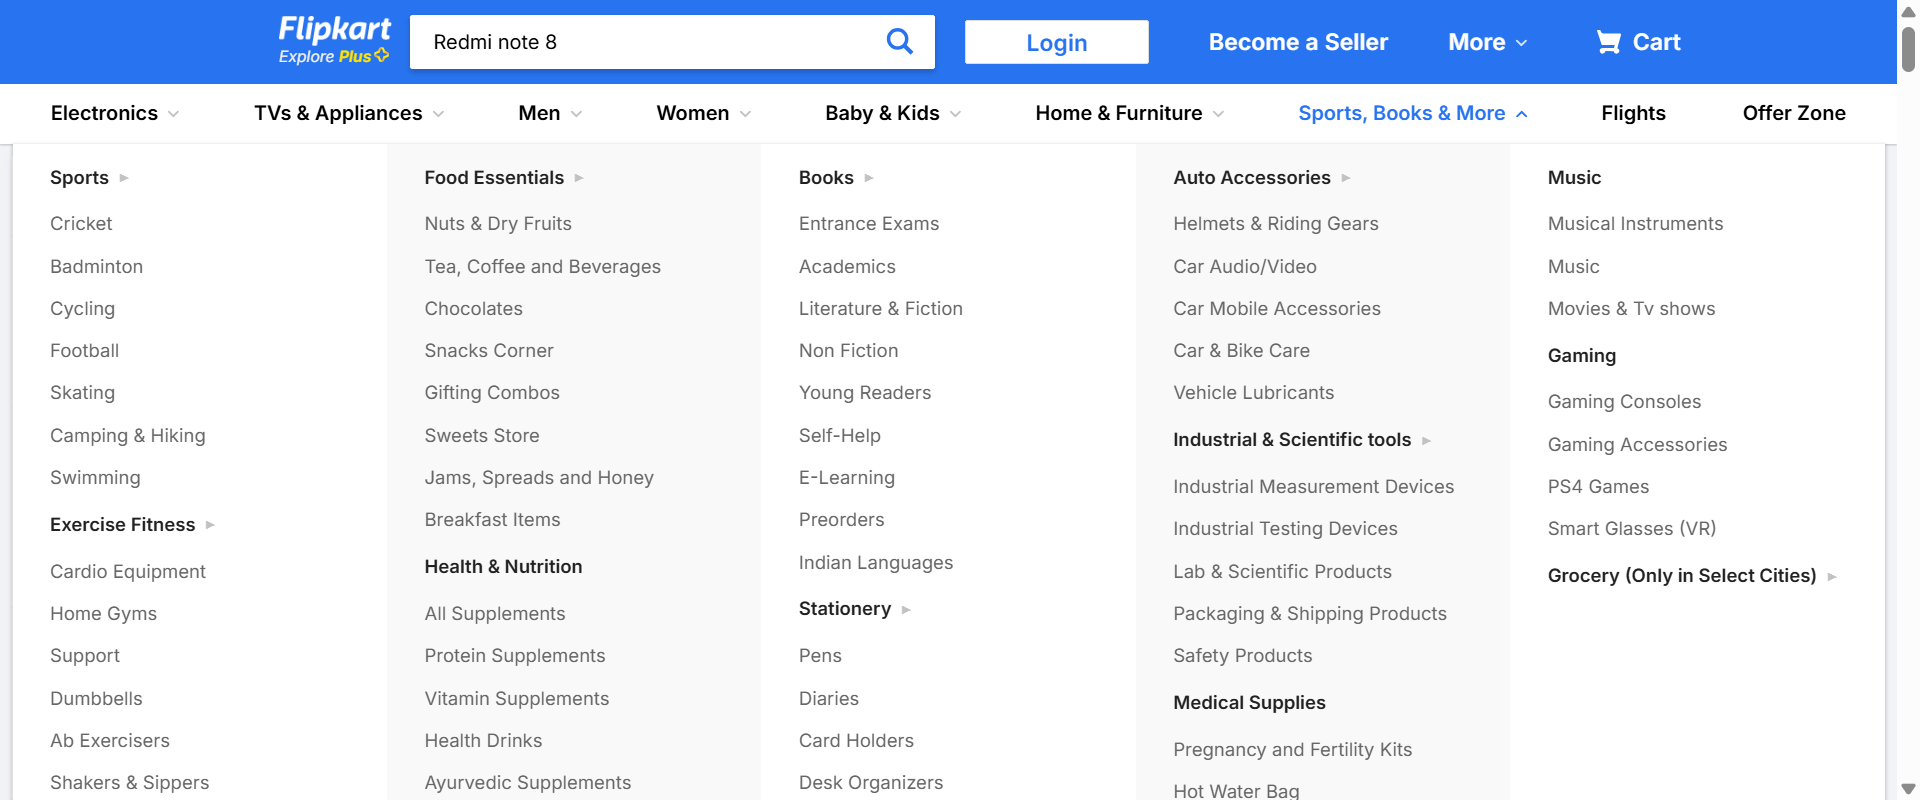 Flipkart
Explore Plus
Redmi note 8
Login
Become a Seller
More
Cart
Electronics
TVs & Appliances
Men
Women
Baby & Kids
Home & Furniture
Sports, Books & More
Flights
Offer Zone
Sports
Cricket
Badminton
Cycling
Football
Skating
Camping & Hiking
Swimming
Exercise Fitness
Cardio Equipment
Home Gyms
Support
Dumbbells
Ab Exercisers
Shakers & Sippers
Food Essentials
Nuts & Dry Fruits
Tea, Coffee and Beverages
Chocolates
Snacks Corner
Gifting Combos
Sweets Store
Jams, Spreads and Honey
Breakfast Items
Health & Nutrition
All Supplements
Protein Supplements
Vitamin Supplements
Health Drinks
Ayurvedic Supplements
Books
Entrance Exams
Academics
Literature & Fiction
Non Fiction
Young Readers
Self-Help
E-Learning
Preorders
Indian Languages
Stationery
Pens
Diaries
Card Holders
Desk Organizers
Auto Accessories
Helmets & Riding Gears
Car Audio/Video
Car Mobile Accessories
Car & Bike Care
Vehicle Lubricants
Industrial & Scientific tools
Industrial Measurement Devices
Industrial Testing Devices
Lab & Scientific Products
Packaging & Shipping Products
Safety Products
Medical Supplies
Pregnancy and Fertility Kits
Hot Water Bag
Music
Musical Instruments
Music
Movies & Tv shows
Gaming
Gaming Consoles
Gaming Accessories
PS4 Games
Smart Glasses (VR)
Grocery (Only in Select Cities)